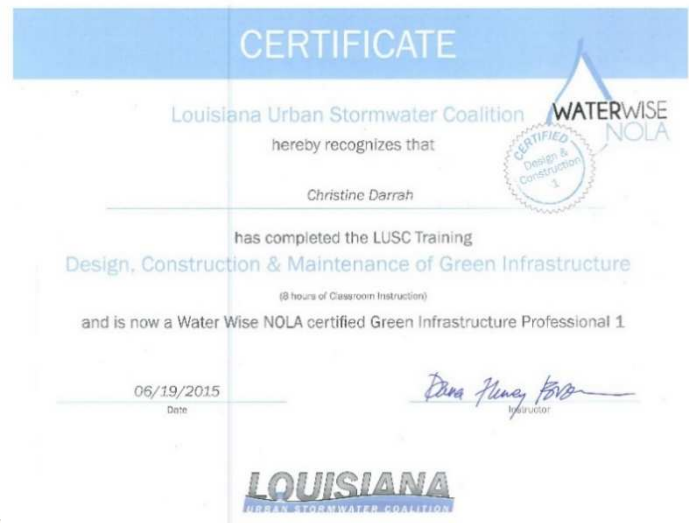 CERTIFICATE
Louisiana Urban Stormwater Coalition
WATERWISE
NOLA
hereby recognizes that
CERTIFIED
Design &
Construction
1
Christine Darrah
has completed the LUSC Training
Design, Construction & Maintenance of Green Infrastructure
(8 hours of Classroom Instruction)
and is now a Water Wise NOLA certified Green Infrastructure Professional 1
06/19/2015
Date
Dana
Instructor
LOUISIANA
URBAN STORMWATER COALITION